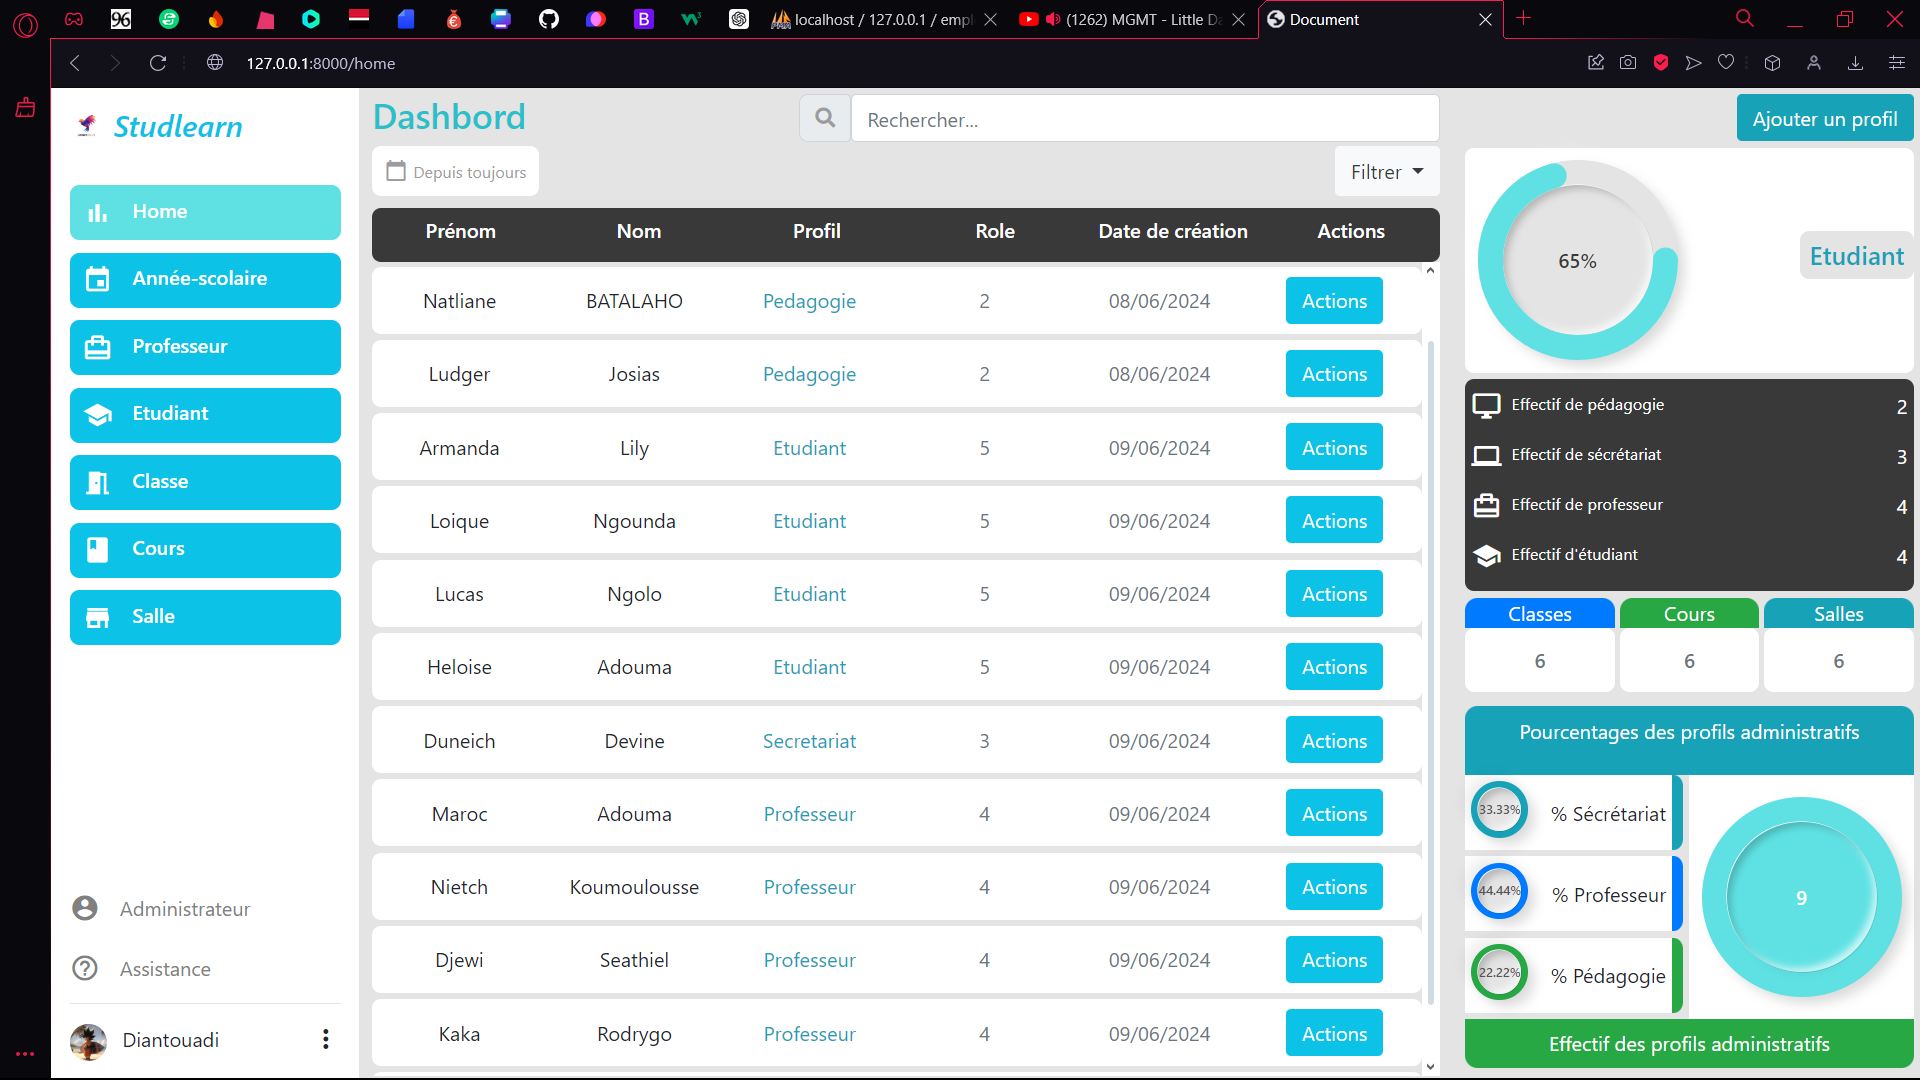 localhost / 127.0.0.1 / empl
(1262) MGMT - Little Da
Document
127.0.0.1:8000/home
Studlearn
Home
Année-scolaire
Professeur
Etudiant
Classe
Cours
Salle
Administrateur
Assistance
Diantouadi
Dashbord
Rechercher...
Ajouter un profil
Depuis toujours
Filtrer
Prénom Nom Profil Role Date de création Actions
Natliane BATALAHO Pedagogie 2 08/06/2024 Actions
Ludger Josias Pedagogie 2 08/06/2024 Actions
Armanda Lily Etudiant 5 09/06/2024 Actions
Loique Ngounda Etudiant 5 09/06/2024 Actions
Lucas Ngolo Etudiant 5 09/06/2024 Actions
Heloise Adouma Etudiant 5 09/06/2024 Actions
Duneich Devine Secretariat 3 09/06/2024 Actions
Maroc Adouma Professeur 4 09/06/2024 Actions
Nietch Koumoulousse Professeur 4 09/06/2024 Actions
Djewi Seathiel Professeur 4 09/06/2024 Actions
Kaka Rodrygo Professeur 4 09/06/2024 Actions
65%
Etudiant
Effectif de pédagogie 2
Effectif de sécrétariat 3
Effectif de professeur 4
Effectif d'étudiant 4
Classes Cours Salles
6 6 6
Pourcentages des profils administratifs
33.33% % Sécrétariat
44.44% % Professeur
22.22% % Pédagogie
9
Effectif des profils administratifs